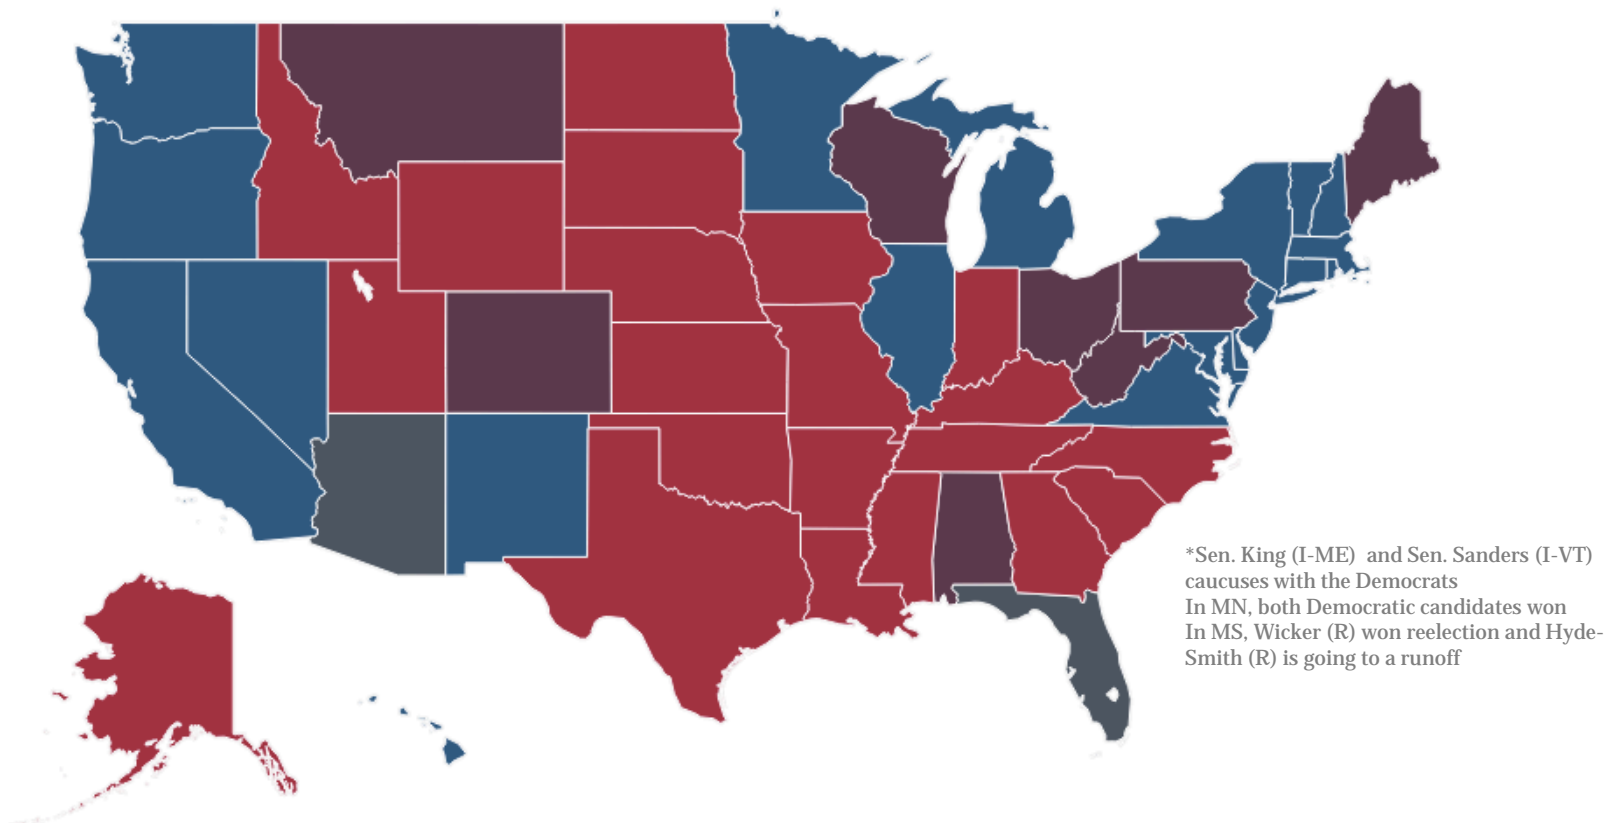 *Sen. King (I-ME) and Sen. Sanders (I-VT)
caucuses with the Democrats
In MN, both Democratic candidates won
In MS, Wicker (R) won reelection and Hyde-
Smith (R) is going to a runoff